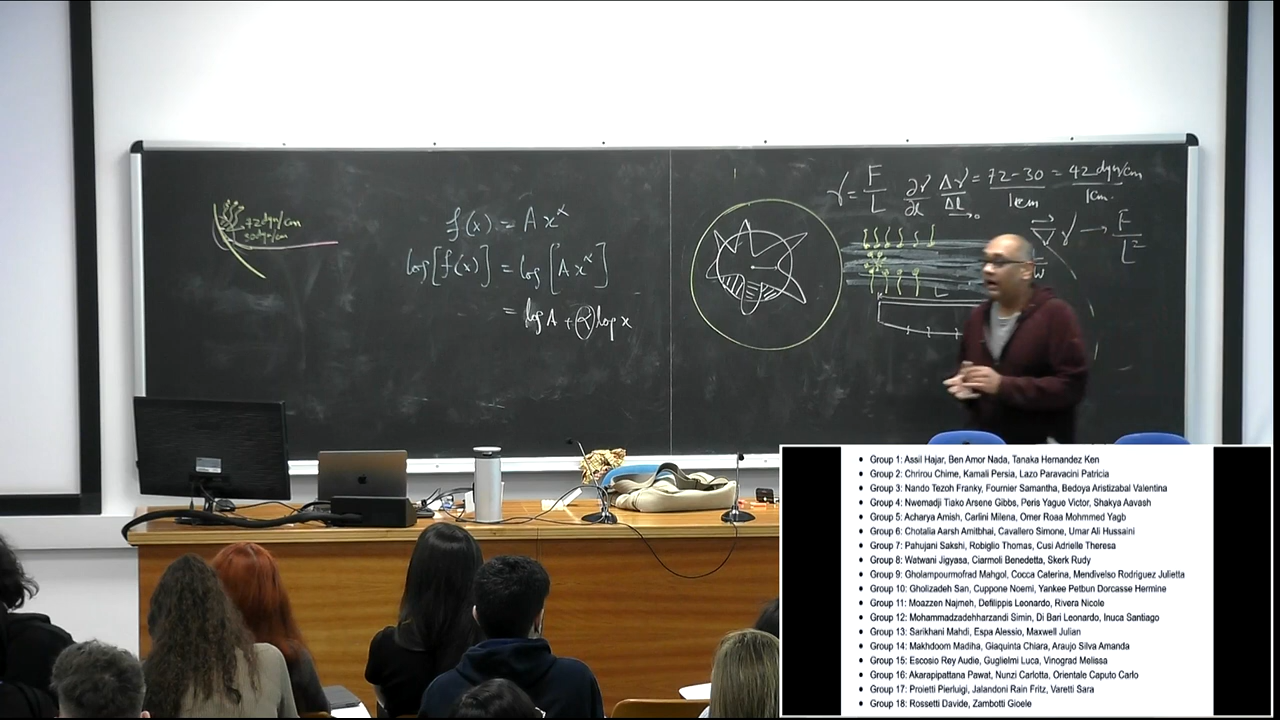 72 dyn/cm
30 dyn/cm
f(x) = A x^α
log[f(x)] = log[A x^α]
= log A + α log x
γ = F/L ∂γ/∂l Δγ/Δl = 72-30/1cm = 42 dyn/cm/1cm.
→0
∇γ → F/L²
L
Group 1: Assil Hajar, Ben Amor Nada, Tanaka Hernandez Ken
Group 2: Chrirou Chime, Kamali Persia, Lazo Paravacini Patricia
Group 3: Nando Tezoh Franky, Fournier Samantha, Bedoya Aristizabal Valentina
Group 4: Nwemadji Tiako Arsene Gibbs, Peris Yague Victor, Shakya Aavash
Group 5: Acharya Amish, Carlini Milena, Omer Roaa Mohmmed Yagb
Group 6: Chotalia Aarsh Amitbhai, Cavallero Simone, Umar Ali Hussaini
Group 7: Pahujani Sakshi, Robiglio Thomas, Cusi Adrielle Theresa
Group 8: Watwani Jigyasa, Ciarmoli Benedetta, Skerk Rudy
Group 9: Gholampourmofrad Mahgol, Cocca Caterina, Mendivelso Rodriguez Julietta
Group 10: Gholizadeh San, Cuppone Noemi, Yankee Petbun Dorcasse Hermine
Group 11: Moazzen Najmeh, Defilippis Leonardo, Rivera Nicole
Group 12: Mohammadzadehharzandi Simin, Di Bari Leonardo, Inuca Santiago
Group 13: Sarikhani Mahdi, Espa Alessio, Maxwell Julian
Group 14: Makhdoom Madiha, Giaquinta Chiara, Araujo Silva Amanda
Group 15: Escosio Rey Audie, Guglielmi Luca, Vinograd Melissa
Group 16: Akarapipattana Pawat, Nunzi Carlotta, Orientale Caputo Carlo
Group 17: Proietti Pierluigi, Jalandoni Rain Fritz, Varetti Sara
Group 18: Rossetti Davide, Zambotti Gioele